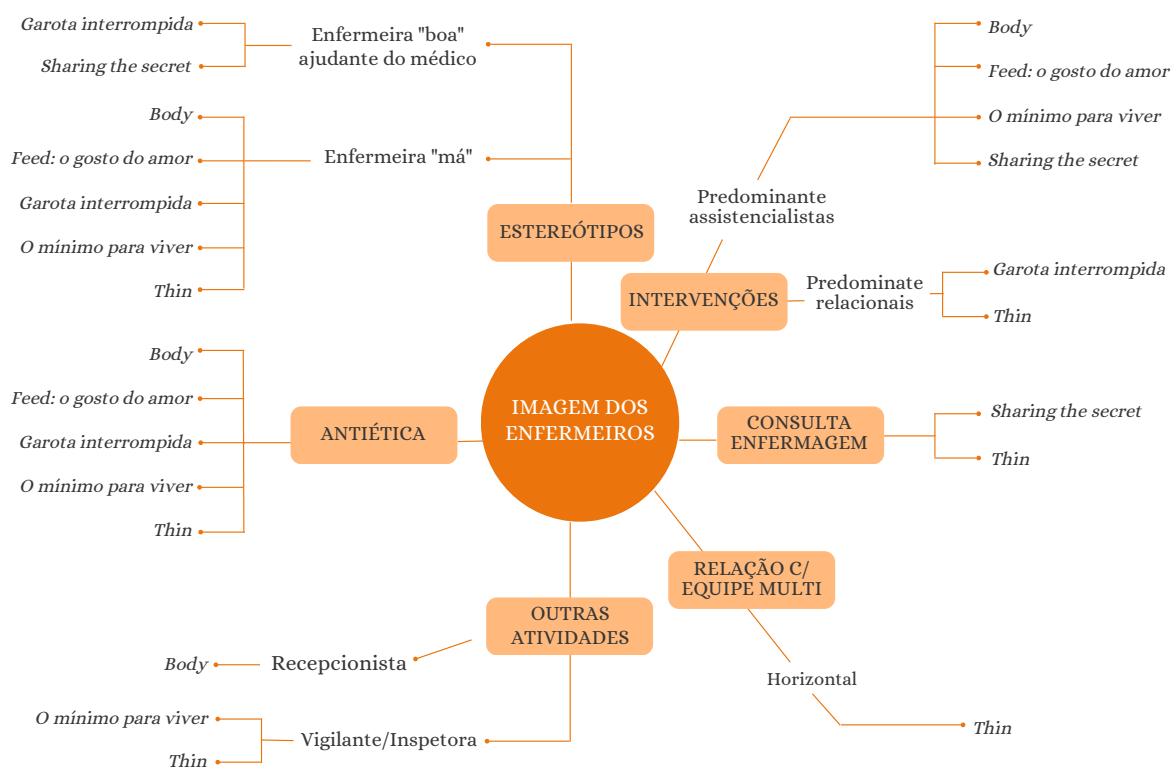 Garota interrompida
Sharing the secret
Enfermeira "boa"
ajudante do médico
Body
Feed: o gosto do amor
Garota interrompida
O mínimo para viver
Thin
Enfermeira "má"
ESTEREÓTIPOS
Body
Feed: o gosto do amor
O mínimo para viver
Sharing the secret
Predominante
assistencialistas
INTERVENÇÕES
Predominate
relacionais
Garota interrompida
Thin
IMAGEM DOS
ENFERMEIROS
Body
Feed: o gosto do amor
Garota interrompida
O mínimo para viver
Thin
ANTIÉTICA
CONSULTA
ENFERMAGEM
Sharing the secret
Thin
RELAÇÃO C/
EQUIPE MULTI
Horizontal
Thin
OUTRAS
ATIVIDADES
Recepcionista
Body
Vigilante/Inspetora
O mínimo para viver
Thin